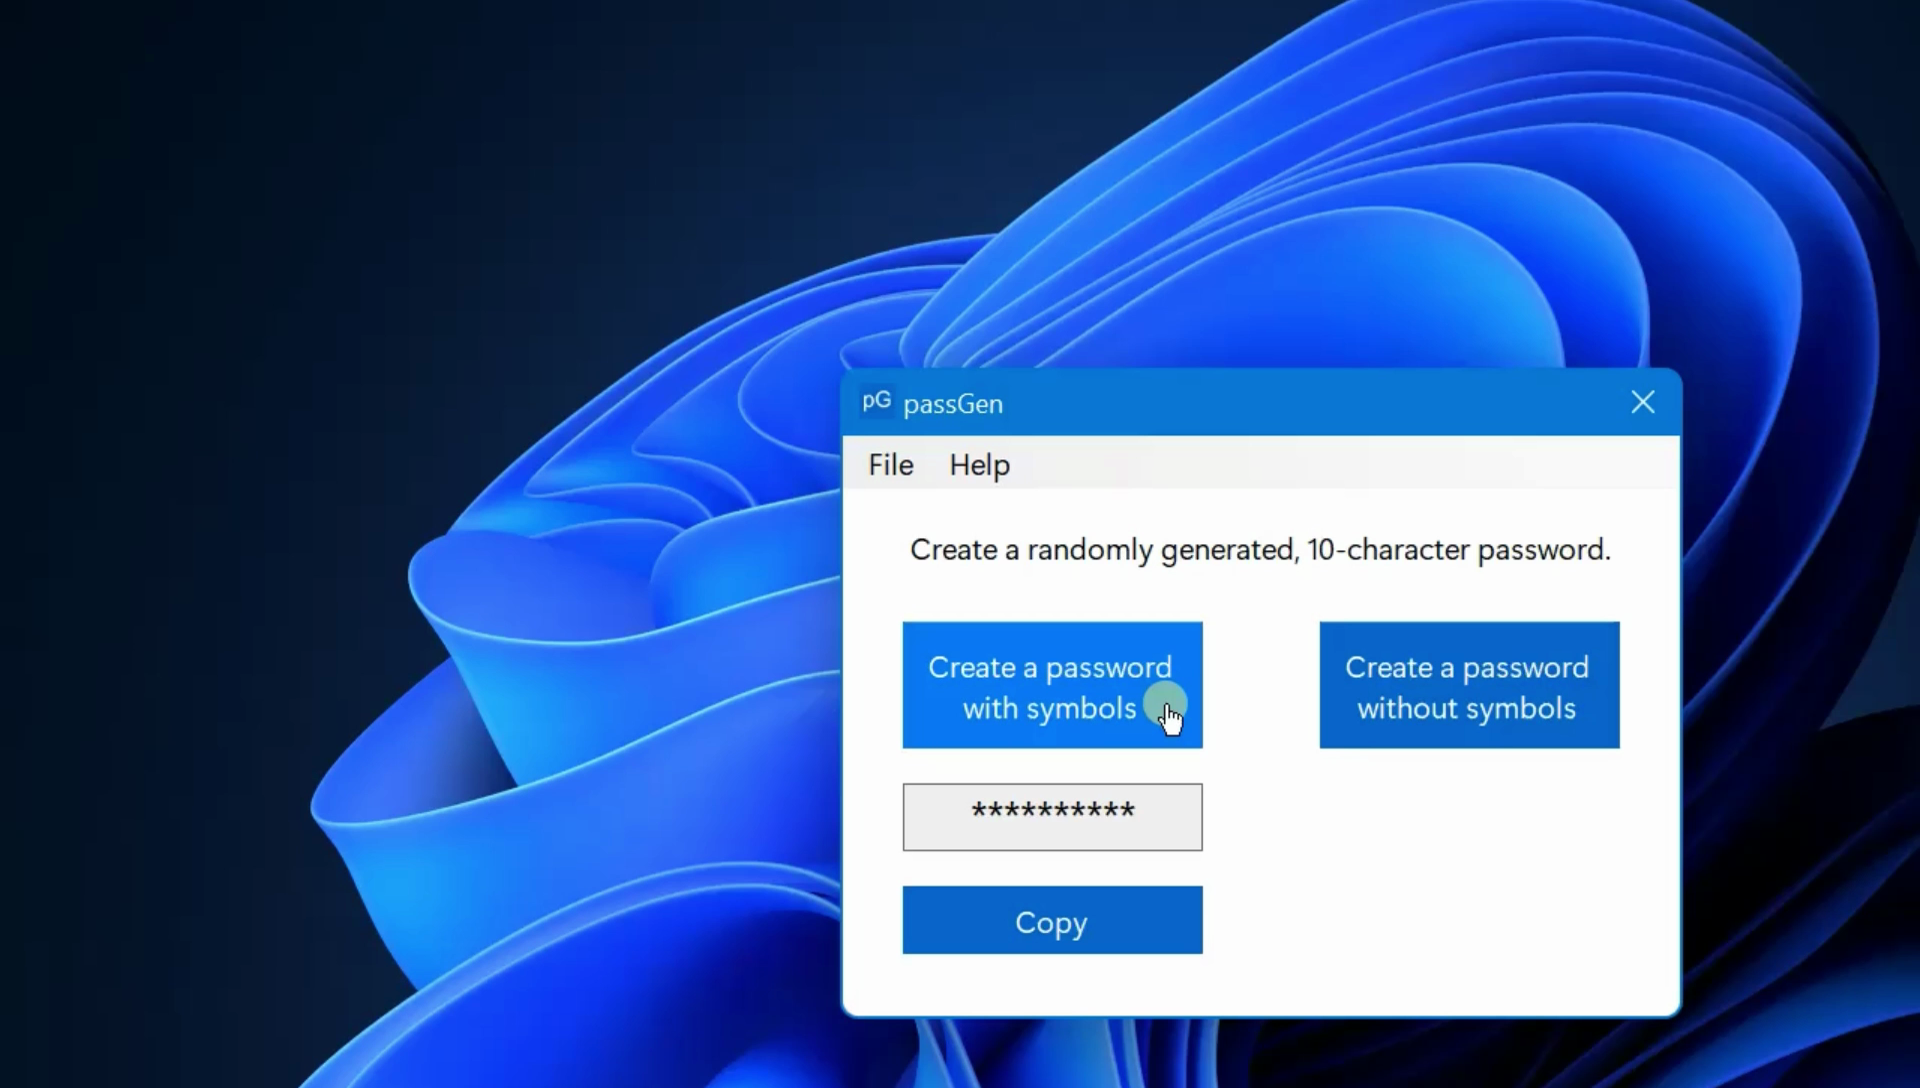 pG passGen
File Help
Create a randomly generated, 10-character password.
Create a password
with symbols
Create a password
without symbols
**********
Copy